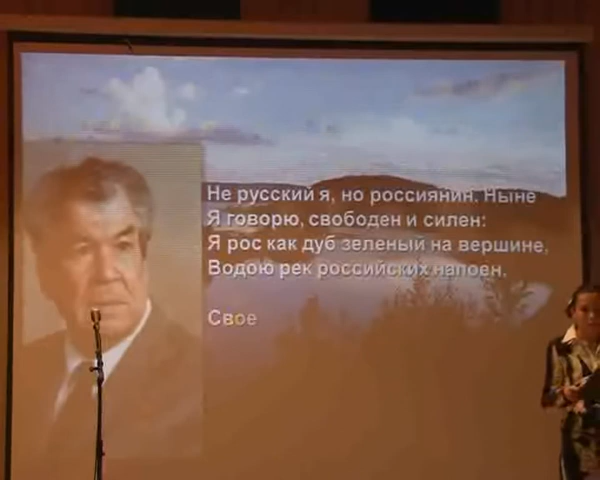 Не русский я, но россиянин. Ныне
Я говорю, свободен и силен:
Я рос как дуб зеленый на вершине,
Водою рек российских напоен.
Свое